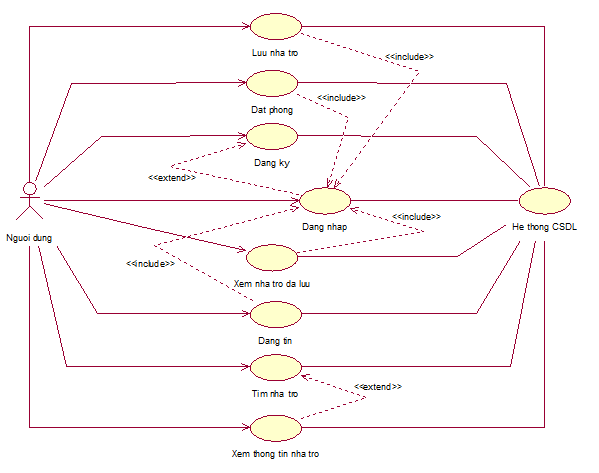 Luu nha tro
<<include>>
<<include>>
Dat phong
Dang ky
<<extend>>
<<include>>
Dang nhap
He thong CSDL
Nguoi dung
<<include>>
Xem nha tro da luu
Dang tin
<<extend>>
Tim nha tro
Xem thong tin nha tro